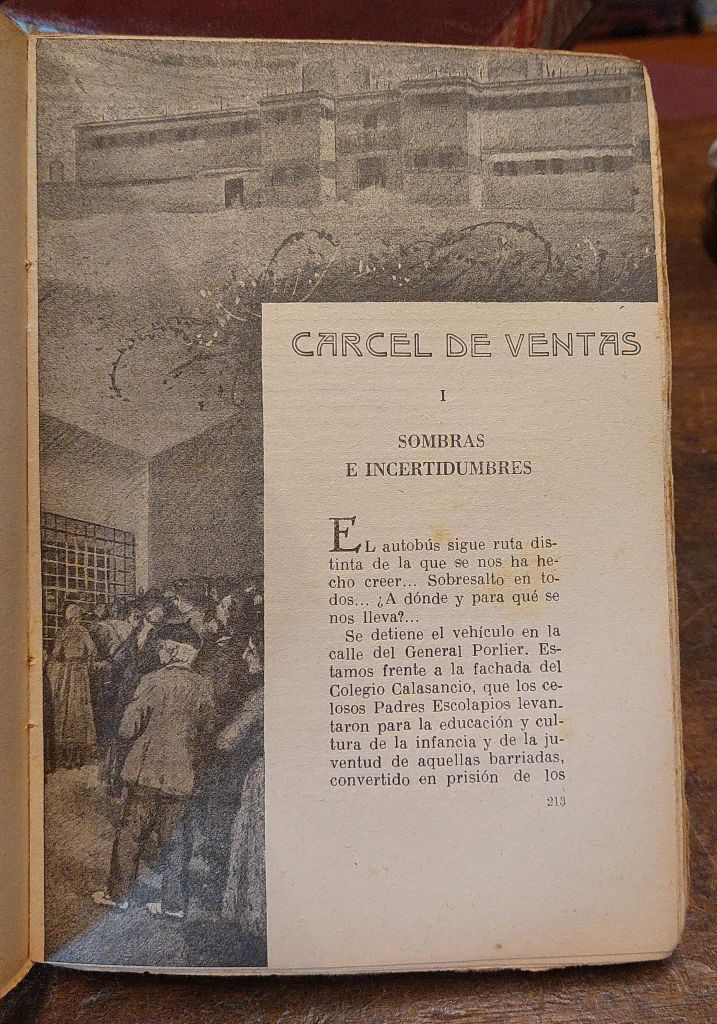 CARCEL DE VENTAS
I
SOMBRAS
E INCERTIDUMBRES
EL autobús sigue ruta dis-
tinta de la que se nos ha he-
cho creer... Sobresalto en to-
dos... ¿A dónde y para qué se
nos lleva?...
Se detiene el vehículo en la
calle del General Porlier. Es-
tamos frente a la fachada del
Colegio Calasancio, que los ce-
losos Padres Escolapios levan-
taron para la educación y cul-
tura de la infancia y de la ju-
ventud de aquellas barriadas,
convertido en prisión de los
213